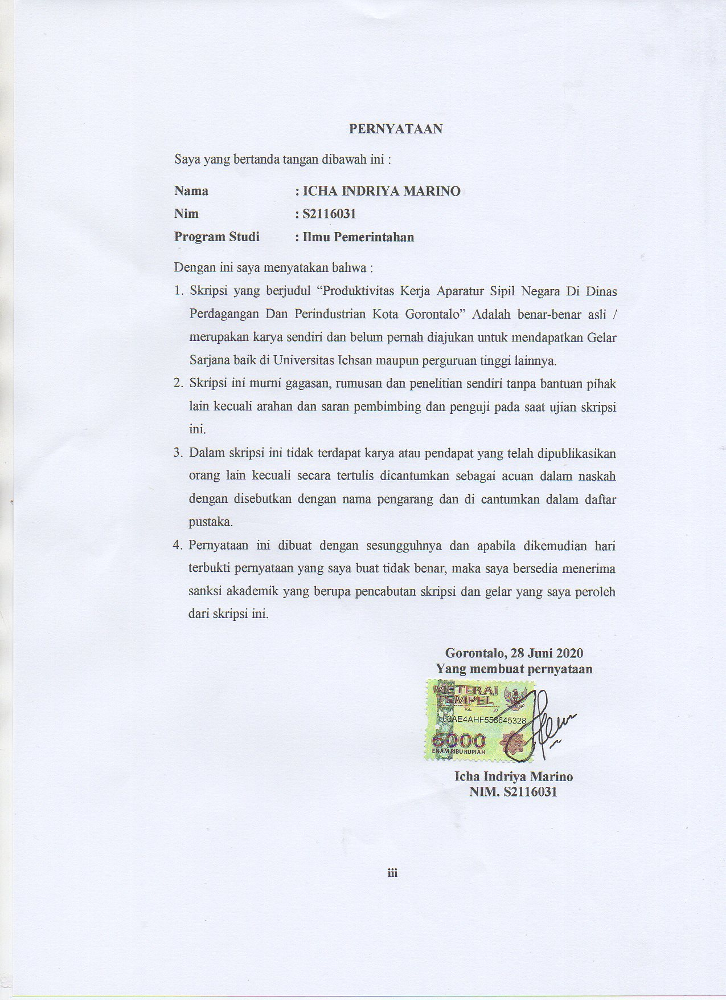 PERNYATAAN
Saya yang bertanda tangan dibawah ini :
Nama : ICHA INDRIYA MARINO
Nim : S2116031
Program Studi : Ilmu Pemerintahan
Dengan ini saya menyatakan bahwa :
1. Skripsi yang berjudul “Produktivitas Kerja Aparatur Sipil Negara Di Dinas
Perdagangan Dan Perindustrian Kota Gorontalo” Adalah benar-benar asli /
merupakan karya sendiri dan belum pernah diajukan untuk mendapatkan Gelar
Sarjana baik di Universitas Ichsan maupun perguruan tinggi lainnya.
2. Skripsi ini murni gagasan, rumusan dan penelitian sendiri tanpa bantuan pihak
lain kecuali arahan dan saran pembimbing dan penguji pada saat ujian skripsi
ini.
3. Dalam skripsi ini tidak terdapat karya atau pendapat yang telah dipublikasikan
orang lain kecuali secara tertulis dicantumkan sebagai acuan dalam naskah
dengan disebutkan dengan nama pengarang dan di cantumkan dalam daftar
pustaka.
4. Pernyataan ini dibuat dengan sesungguhnya dan apabila dikemudian hari
terbukti pernyataan yang saya buat tidak benar, maka saya bersedia menerima
sanksi akademik yang berupa pencabutan skripsi dan gelar yang saya peroleh
dari skripsi ini.
Gorontalo, 28 Juni 2020
Yang membuat pernyataan
METERAI
TEMPEL
TGL 20
6000
ENAM RIBU RUPIAH
Icha Indriya Marino
NIM. S2116031
iii